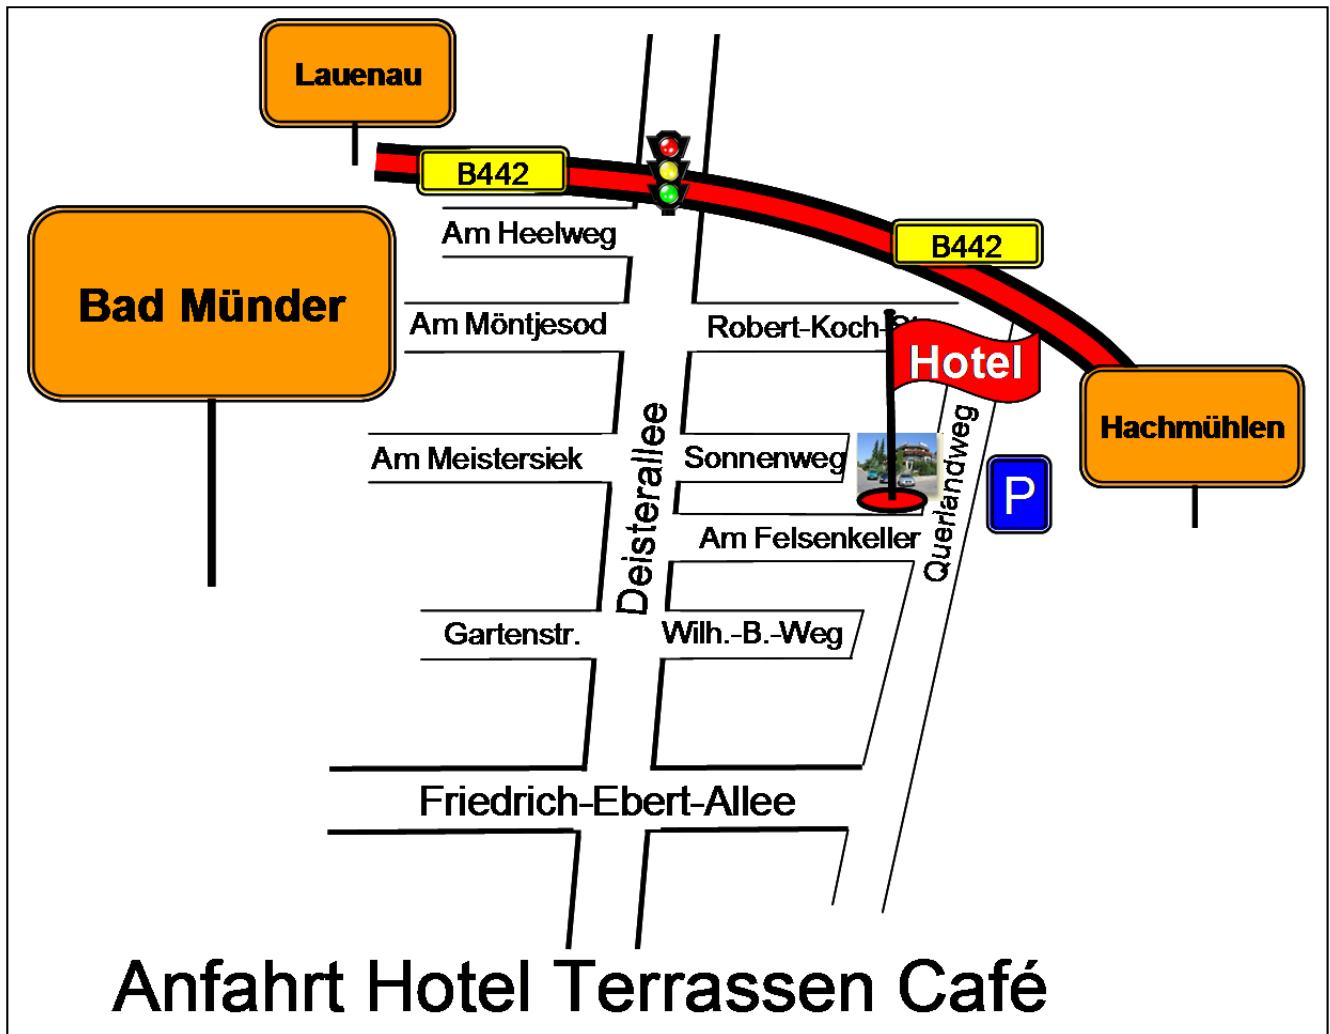 Lauenau
B442
Am Heelweg
B442
Bad Münder
Am Möntjesod
Robert-Koch-St
Hotel
Hachmühlen
Deisterallee
Am Meistersiek
Sonnenweg
Querlandweg
P
Am Felsenkeller
Gartenstr.
Wilh.-B.-Weg
Friedrich-Ebert-Allee
Anfahrt Hotel Terrassen Café